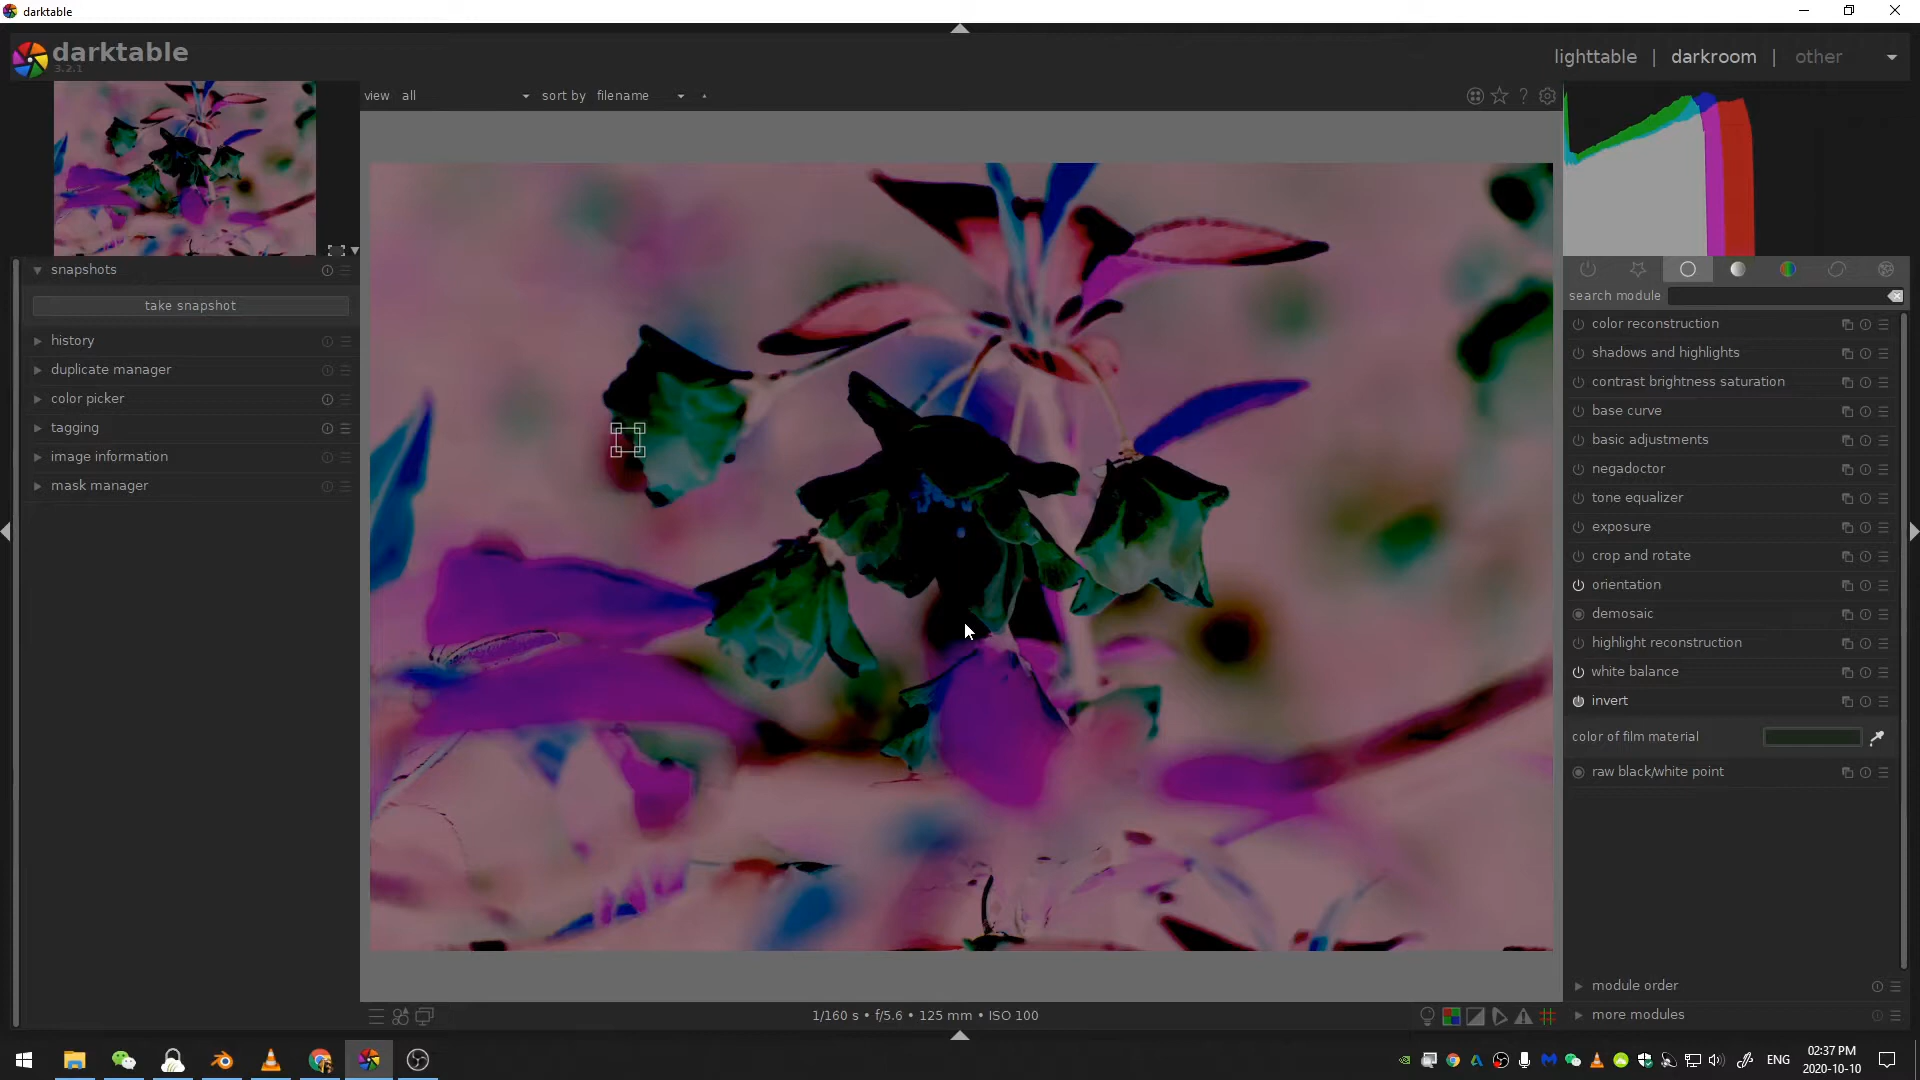 darktable
darktable
3.2.1
lighttable | darkroom | other
view all sort by filename
snapshots
take snapshot
history
duplicate manager
color picker
tagging
image information
mask manager
search module
color reconstruction
shadows and highlights
contrast brightness saturation
base curve
basic adjustments
negadoctor
tone equalizer
exposure
crop and rotate
orientation
demosaic
highlight reconstruction
white balance
invert
color of film material
raw black/white point
module order
more modules
1/160 s • f/5.6 • 125 mm • ISO 100
ENG
02:37 PM
2020-10-10